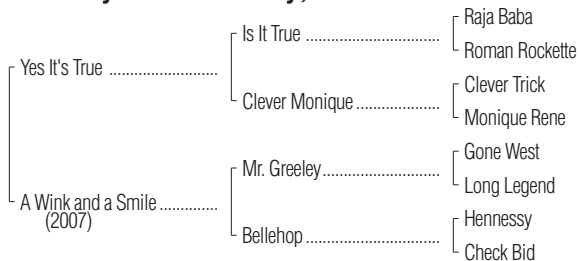 Raja Baba
Is It True ................................
Roman Rockette
Yes It's True ..........................
Clever Trick
Clever Monique ....................
Monique Rene
Gone West
Mr. Greeley............................
Long Legend
A Wink and a Smile ..............
(2007)
Hennessy
Bellehop ................................
Check Bid